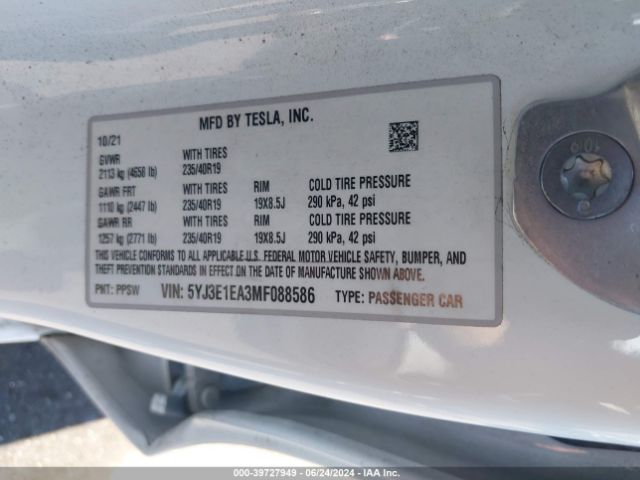 MFD BY TESLA, INC.
10/21
GVWR WITH TIRES
2113 kg (4658 lb) 235/40R19
GAWR FRT WITH TIRES RIM COLD TIRE PRESSURE
1110 kg (2447 lb) 235/40R19 19X8.5J 290 kPa, 42 psi
GAWR RR WITH TIRES RIM COLD TIRE PRESSURE
1257 kg (2771 lb) 235/40R19 19X8.5J 290 kPa, 42 psi
THIS VEHICLE CONFORMS TO ALL APPLICABLE U.S. FEDERAL MOTOR VEHICLE SAFETY, BUMPER, AND
THEFT PREVENTION STANDARDS IN EFFECT ON THE DATE OF MANUFACTURE SHOWN ABOVE.
PNT: PPSW VIN: 5YJ3E1EA3MF088586 TYPE: PASSENGER CAR
000-39727949 | 06/24/2024 - IAA Inc.